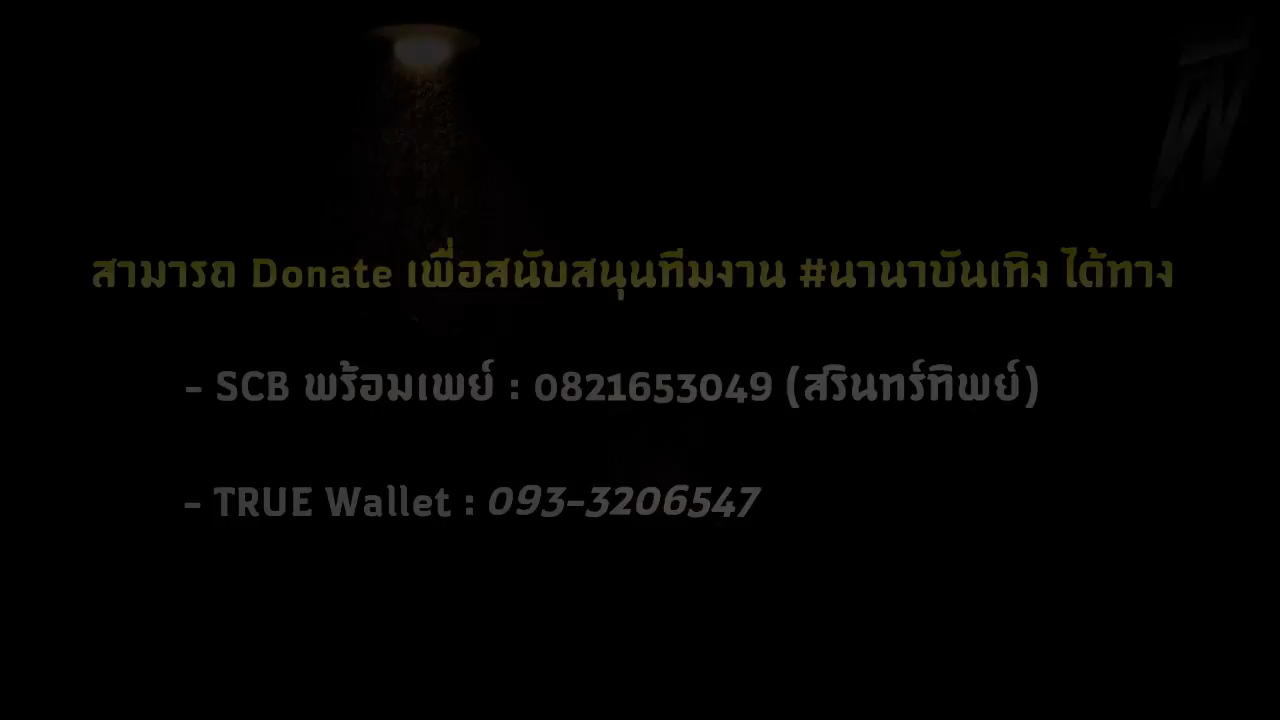 สามารถ Donate เพื่อสนับสนุนทีมงาน #นานาบันเทิง ได้ทาง
- SCB พร้อมเพย์ : 0821653049 (สรินทร์ทิพย์)
- TRUE Wallet : 093-3206547